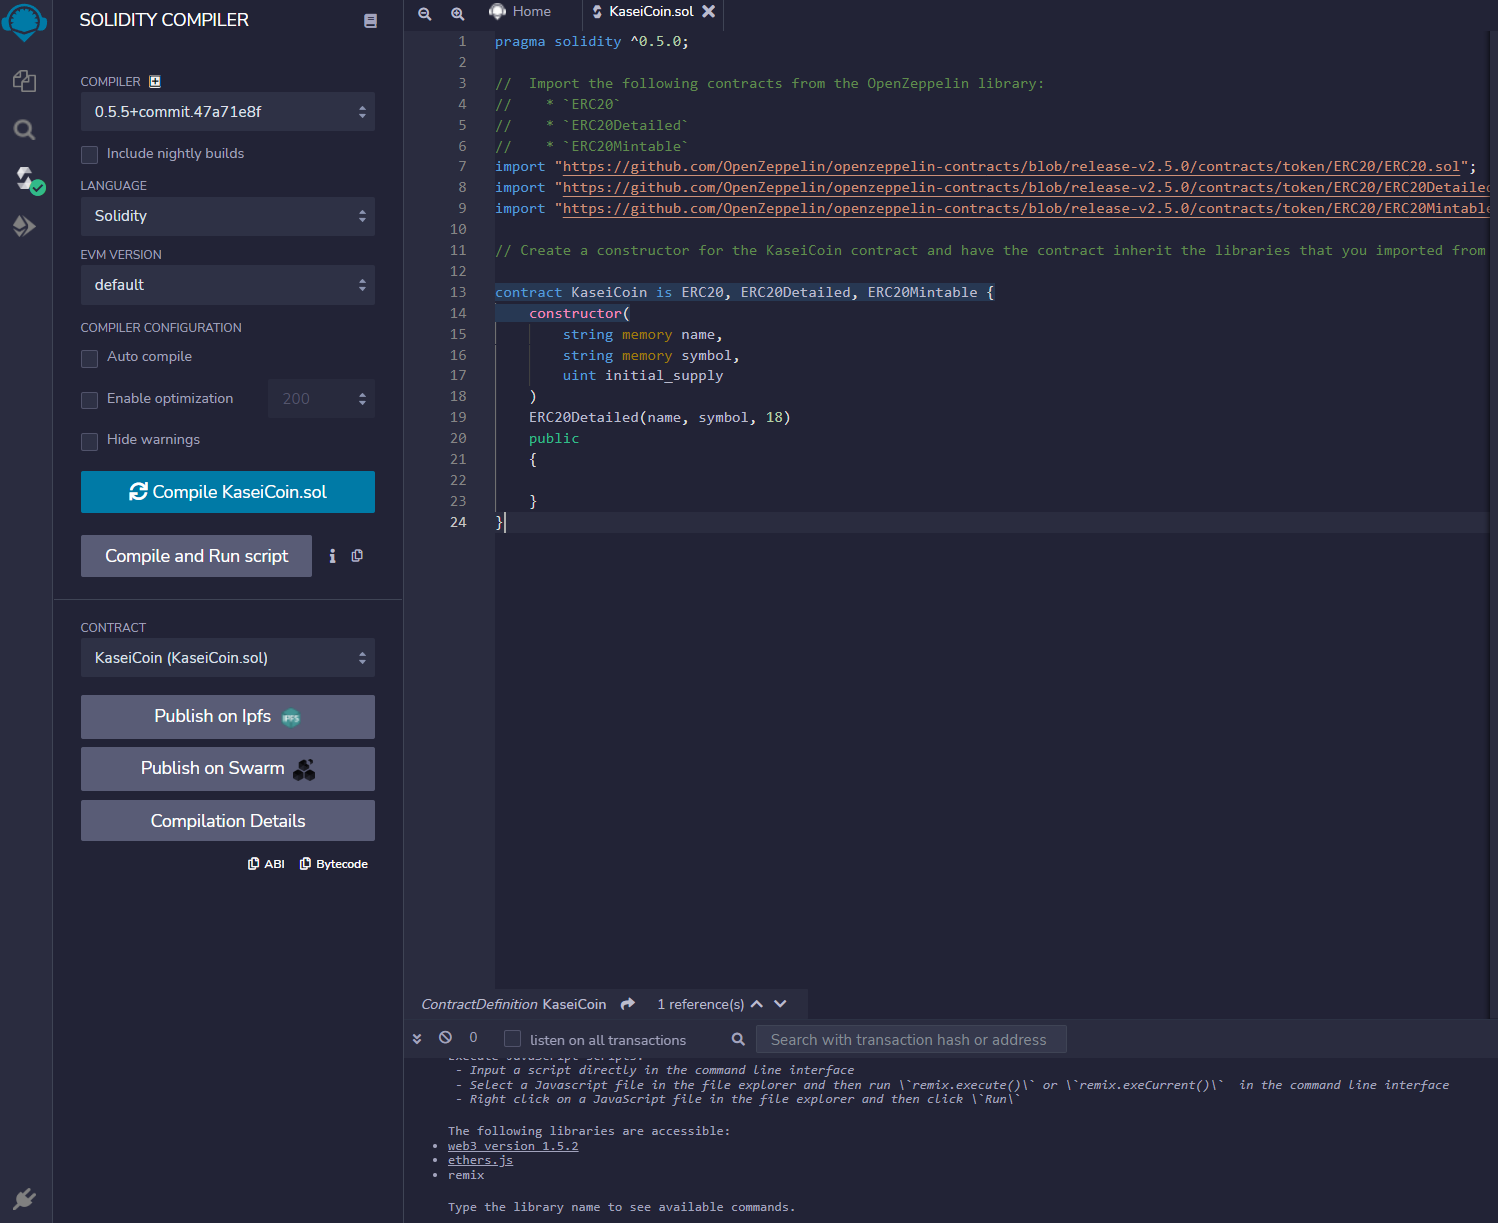 SOLIDITY COMPILER
COMPILER
0.5.5+commit.47a71e8f
Include nightly builds
LANGUAGE
Solidity
EVM VERSION
default
COMPILER CONFIGURATION
Auto compile
Enable optimization 200
Hide warnings
Compile KaseiCoin.sol
Compile and Run script
CONTRACT
KaseiCoin (KaseiCoin.sol)
Publish on Ipfs
IPFS
Publish on Swarm
Compilation Details
ABI Bytecode
Home KaseiCoin.sol
1 pragma solidity ^0.5.0;
2
3 //  Import the following contracts from the OpenZeppelin library:
4 //    * `ERC20`
5 //    * `ERC20Detailed`
6 //    * `ERC20Mintable`
7 import "https://github.com/OpenZeppelin/openzeppelin-contracts/blob/release-v2.5.0/contracts/token/ERC20/ERC20.sol";
8 import "https://github.com/OpenZeppelin/openzeppelin-contracts/blob/release-v2.5.0/contracts/token/ERC20/ERC20Detailed
9 import "https://github.com/OpenZeppelin/openzeppelin-contracts/blob/release-v2.5.0/contracts/token/ERC20/ERC20Mintable
10
11 // Create a constructor for the KaseiCoin contract and have the contract inherit the libraries that you imported from
12
13 contract KaseiCoin is ERC20, ERC20Detailed, ERC20Mintable {
14     constructor(
15         string memory name,
16         string memory symbol,
17         uint initial_supply
18     )
19     ERC20Detailed(name, symbol, 18)
20     public
21     {
22
23     }
24 }
ContractDefinition KaseiCoin 1 reference(s)
0 listen on all transactions Search with transaction hash or address
Execute JavaScript scripts:
- Input a script directly in the command line interface
- Select a Javascript file in the file explorer and then run \`remix.execute()\` or \`remix.exeCurrent()\`  in the command line interface
- Right click on a JavaScript file in the file explorer and then click \`Run\`
The following libraries are accessible:
• web3 version 1.5.2
• ethers.js
• remix
Type the library name to see available commands.